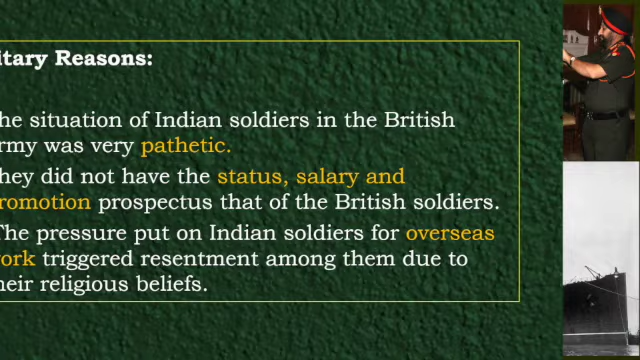 itary Reasons:
he situation of Indian soldiers in the British
rmy was very pathetic.
hey did not have the status, salary and
romotion prospectus that of the British soldiers.
The pressure put on Indian soldiers for overseas
ork triggered resentment among them due to
heir religious beliefs.